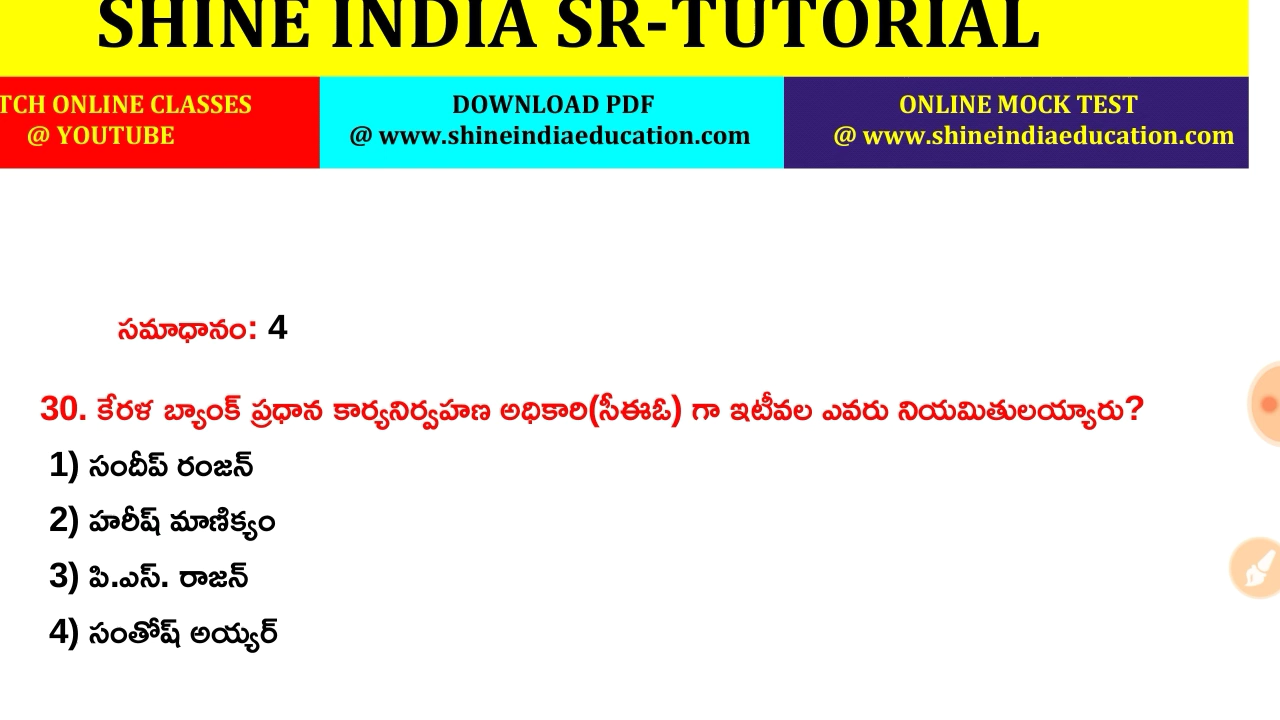 SHINE INDIA SR-TUTORIAL
TCH ONLINE CLASSES
@ YOUTUBE
DOWNLOAD PDF
@ www.shineindiaeducation.com
ONLINE MOCK TEST
@ www.shineindiaeducation.com
సమాధానం: 4
30. కేరళ బ్యాంక్ ప్రధాన కార్యనిర్వహణ అధికారి(సీఈఓ) గా ఇటీవల ఎవరు నియమితులయ్యారు?
1) సందీప్ రంజన్
2) హరీష్ మాణిక్యం
3) పి.ఎస్. రాజన్
4) సంతోష్ అయ్యర్